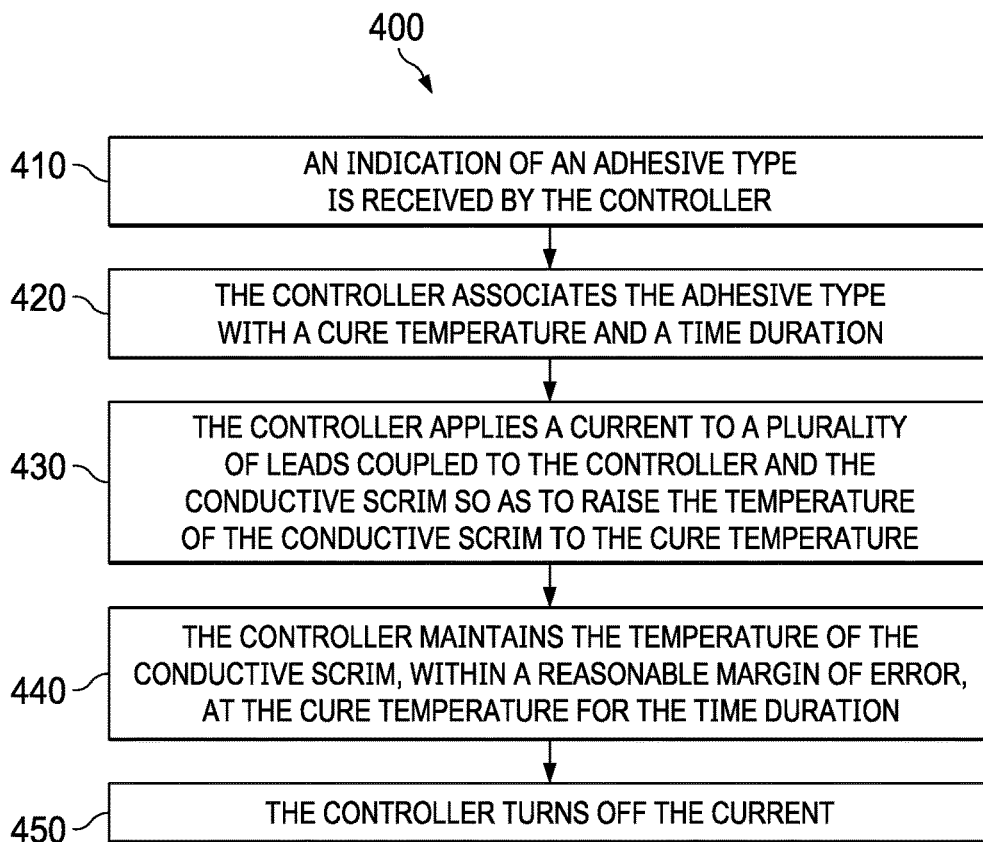 400
410
AN INDICATION OF AN ADHESIVE TYPE
IS RECEIVED BY THE CONTROLLER
420
THE CONTROLLER ASSOCIATES THE ADHESIVE TYPE
WITH A CURE TEMPERATURE AND A TIME DURATION
430
THE CONTROLLER APPLIES A CURRENT TO A PLURALITY
OF LEADS COUPLED TO THE CONTROLLER AND THE
CONDUCTIVE SCRIM SO AS TO RAISE THE TEMPERATURE
OF THE CONDUCTIVE SCRIM TO THE CURE TEMPERATURE
440
THE CONTROLLER MAINTAINS THE TEMPERATURE OF THE
CONDUCTIVE SCRIM, WITHIN A REASONABLE MARGIN OF ERROR,
AT THE CURE TEMPERATURE FOR THE TIME DURATION
450
THE CONTROLLER TURNS OFF THE CURRENT